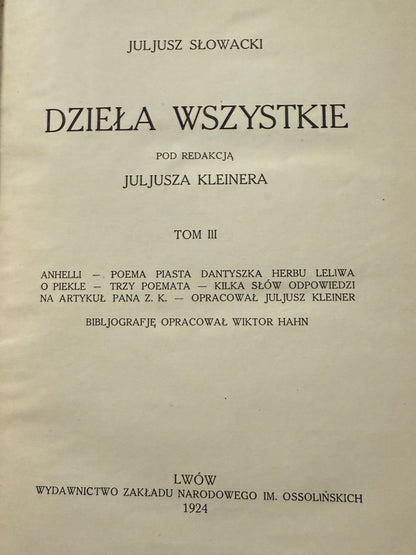 JULJUSZ SŁOWACKI
DZIEŁA WSZYSTKIE
POD REDAKCJĄ
JULJUSZA KLEINERA
TOM III
ANHELLI — POEMA PIASTA DANTYSZKA HERBU LELIWA
O PIEKLE — TRZY POEMATA — KILKA SŁÓW ODPOWIEDZI
NA ARTYKUŁ PANA Z. K. — OPRACOWAŁ JULJUSZ KLEINER
BIBLJOGRAFJĘ OPRACOWAŁ WIKTOR HAHN
LWÓW
WYDAWNICTWO ZAKŁADU NARODOWEGO IM. OSSOLIŃSKICH
1924